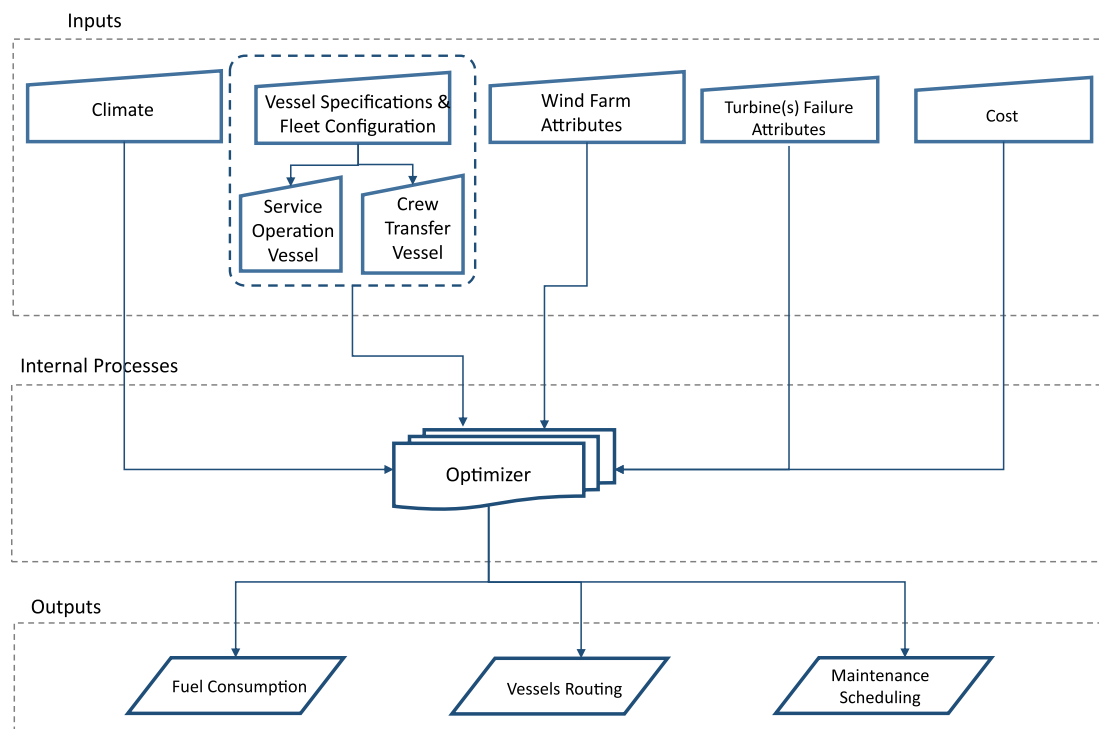 Inputs
Climate
Vessel Specifications &
Fleet Configuration
Service
Operation
Vessel
Crew
Transfer
Vessel
Wind Farm
Attributes
Turbine(s) Failure
Attributes
Cost
Internal Processes
Optimizer
Outputs
Fuel Consumption
Vessels Routing
Maintenance
Scheduling